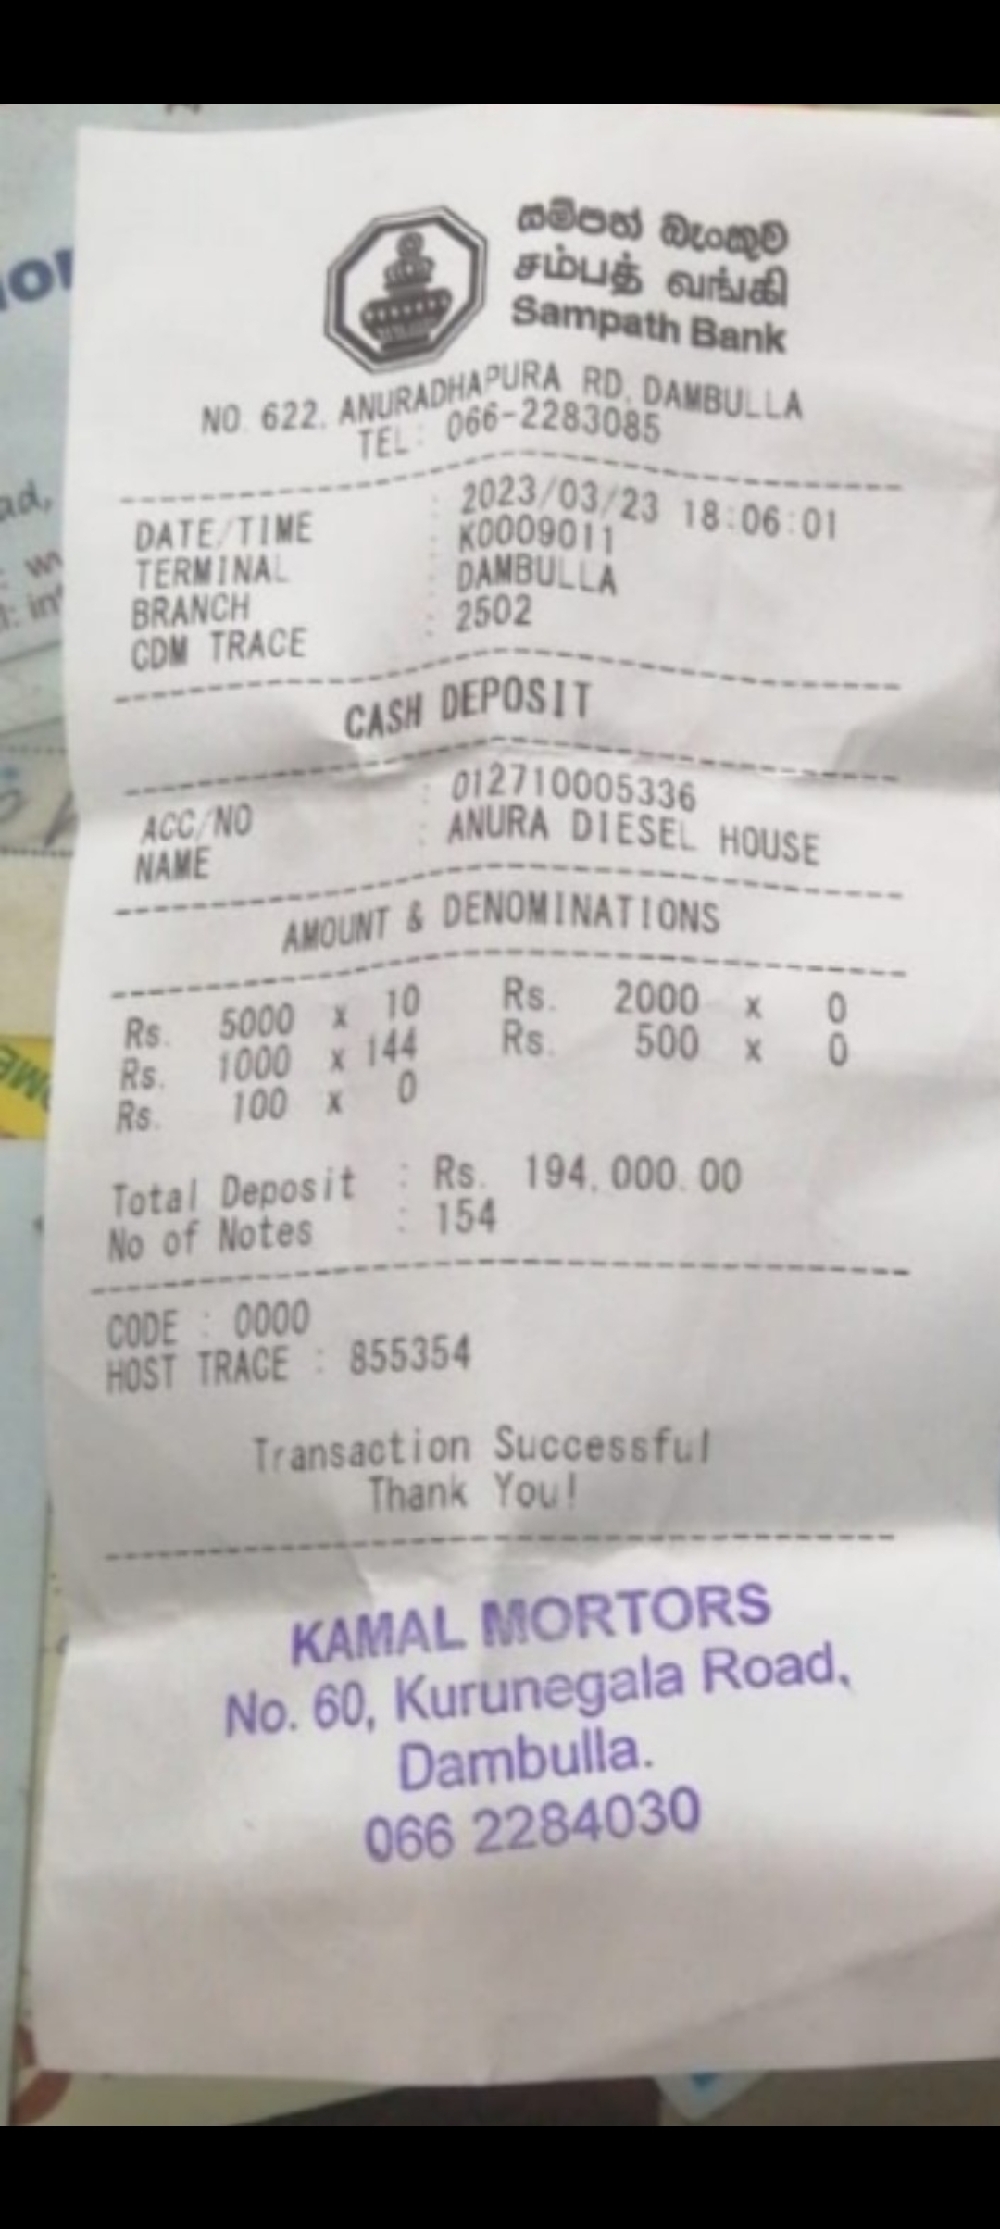 සම්පත් බැංකුව
சம்பத் வங்கி
Sampath Bank
NO 622, ANURADHAPURA RD, DAMBULLA
TEL : 066-2283085
DATE/TIME : 2023/03/23 18:06:01
TERMINAL : K0009011
BRANCH : DAMBULLA
CDM TRACE : 2502
CASH DEPOSIT
ACC/NO : 012710005336
NAME : ANURA DIESEL HOUSE
AMOUNT & DENOMINATIONS
Rs. 5000 x 10 Rs. 2000 x 0
Rs. 1000 x 144 Rs. 500 x 0
Rs. 100 x 0
Total Deposit : Rs. 194,000.00
No of Notes : 154
CODE : 0000
HOST TRACE : 855354
Transaction Successful
Thank You!
KAMAL MORTORS
No. 60, Kurunegala Road,
Dambulla.
066 2284030